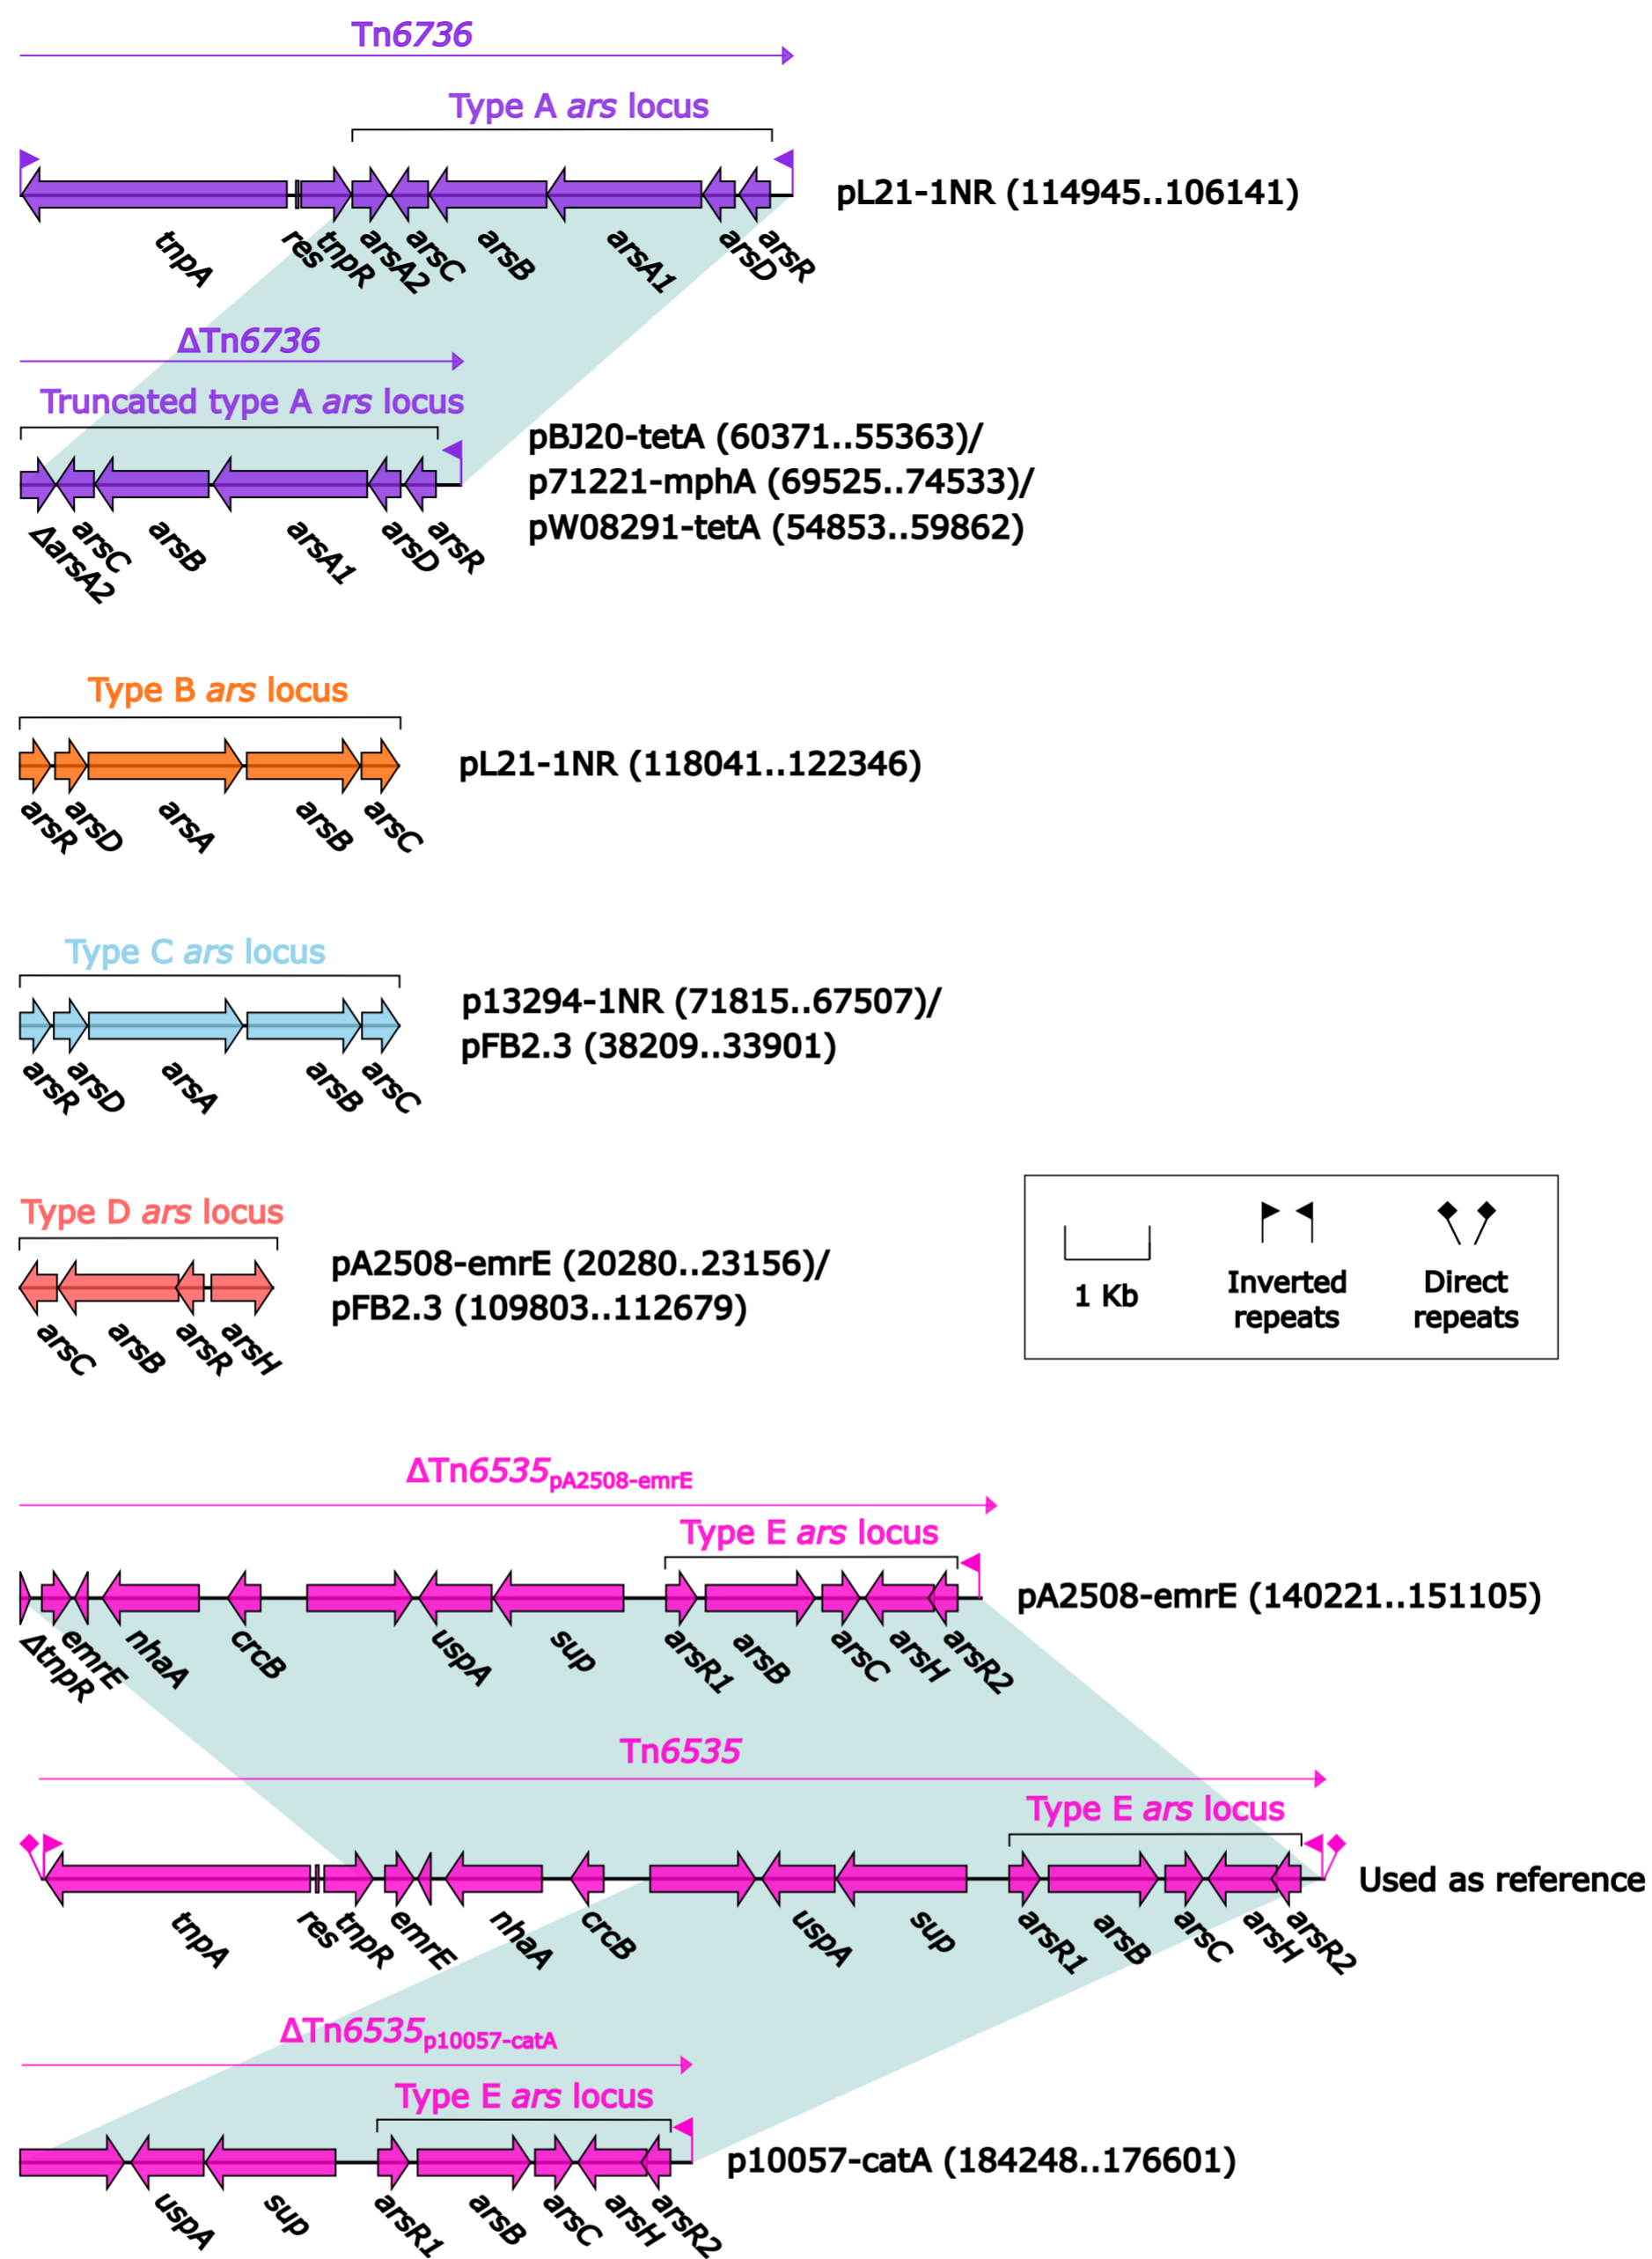 Tn6736
Type A ars locus
pL21-1NR (114945..106141)
tnpA res tnpR arsA2 arsC arsB arsA1 arsD arsR
ΔTn6736
Truncated type A ars locus
pBJ20-tetA (60371..55363)/
p71221-mphA (69525..74533)/
pW08291-tetA (54853..59862)
ΔarsA2 arsC arsB arsA1 arsD arsR
Type B ars locus
pL21-1NR (118041..122346)
arsR arsD arsA arsB arsC
Type C ars locus
p13294-1NR (71815..67507)/
pFB2.3 (38209..33901)
arsR arsD arsA arsB arsC
Type D ars locus
pA2508-emrE (20280..23156)/
pFB2.3 (109803..112679)
arsC arsB arsR arsH
1 Kb
Inverted
repeats
Direct
repeats
ΔTn6535pA2508-emrE
Type E ars locus
pA2508-emrE (140221..151105)
ΔtnpR emrE nhaA crcB uspA sup arsR1 arsB arsC arsH arsR2
Tn6535
Type E ars locus
Used as reference
tnpA res tnpR emrE nhaA crcB uspA sup arsR1 arsB arsC arsH arsR2
ΔTn6535p10057-catA
Type E ars locus
p10057-catA (184248..176601)
uspA sup arsR1 arsB arsC arsH arsR2